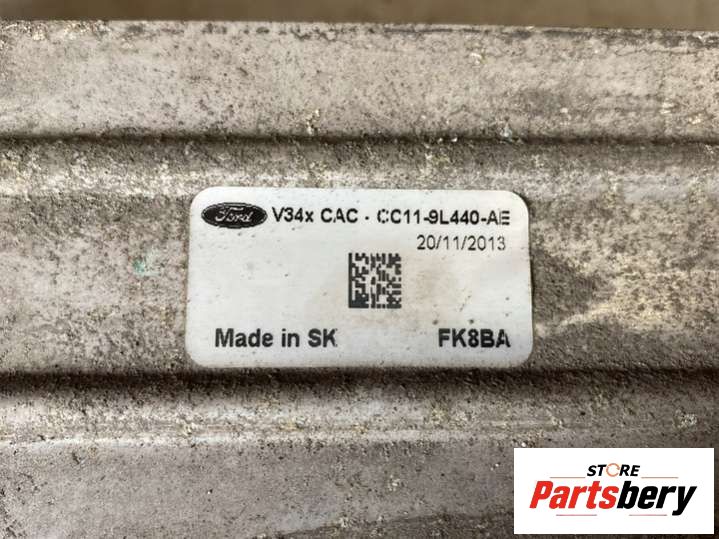 Ford V34x CAC - CC11-9L440-AE
20/11/2013
Made in SK FK8BA
STORE
Partsbery